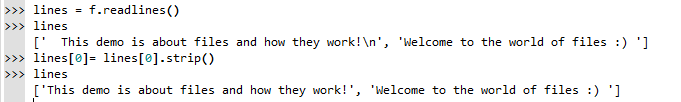 >>> lines = f.readlines()
>>> lines
['  This demo is about files and how they work!\n', 'Welcome to the world of files :) ']
>>> lines[0]= lines[0].strip()
>>> lines
['This demo is about files and how they work!', 'Welcome to the world of files :) ']